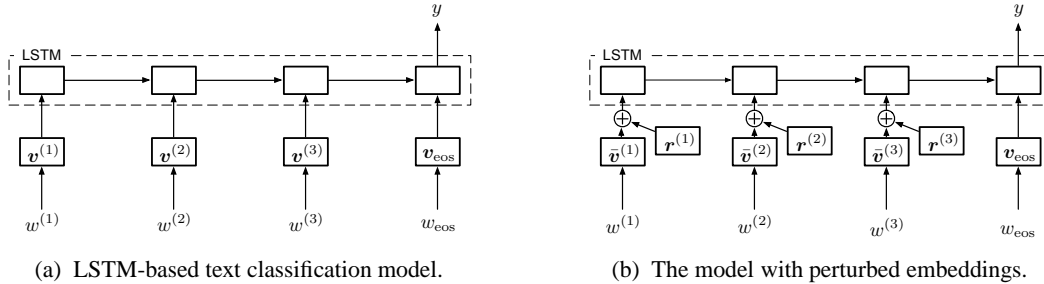 y
LSTM
v^(1) v^(2) v^(3) v_eos
w^(1) w^(2) w^(3) w_eos
(a) LSTM-based text classification model.
y
LSTM
+ + +
v̄^(1) r^(1) v̄^(2) r^(2) v̄^(3) r^(3) v_eos
w^(1) w^(2) w^(3) w_eos
(b) The model with perturbed embeddings.